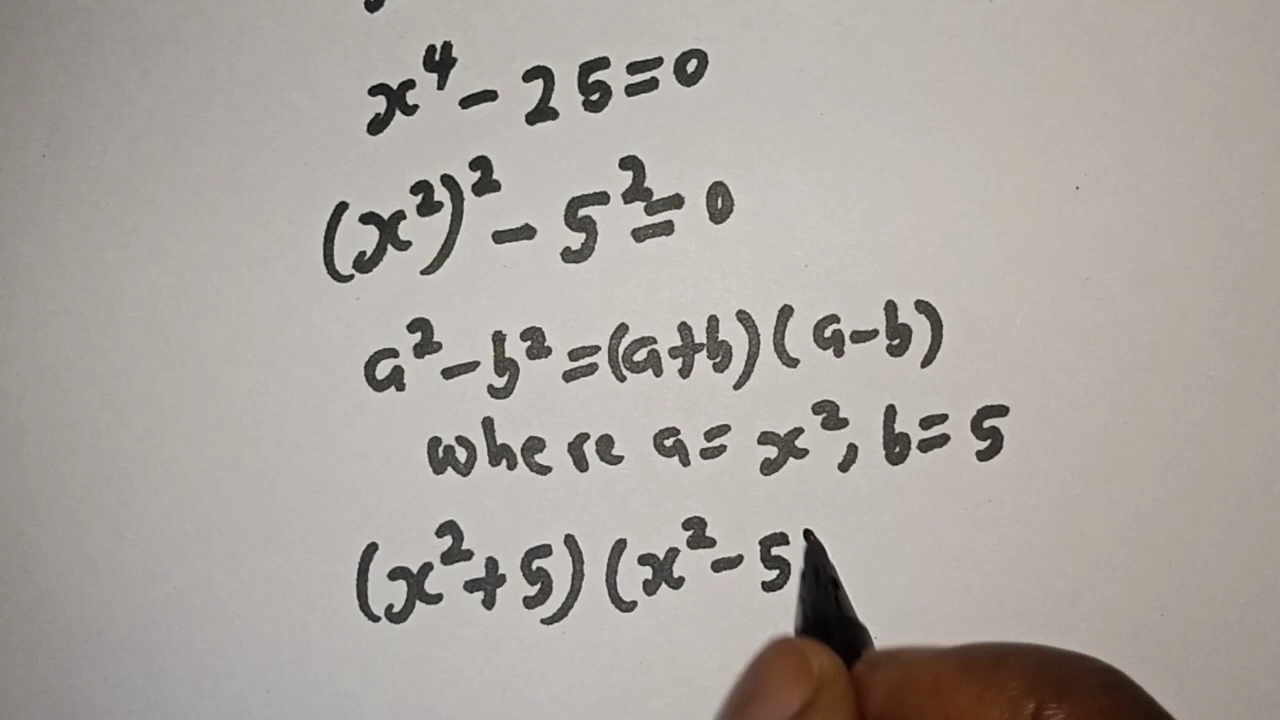 x⁴ - 25 = 0
(x²)² - 5² = 0
a² - b² = (a+b)(a-b)
where a = x², b = 5
(x²+5)(x²-5